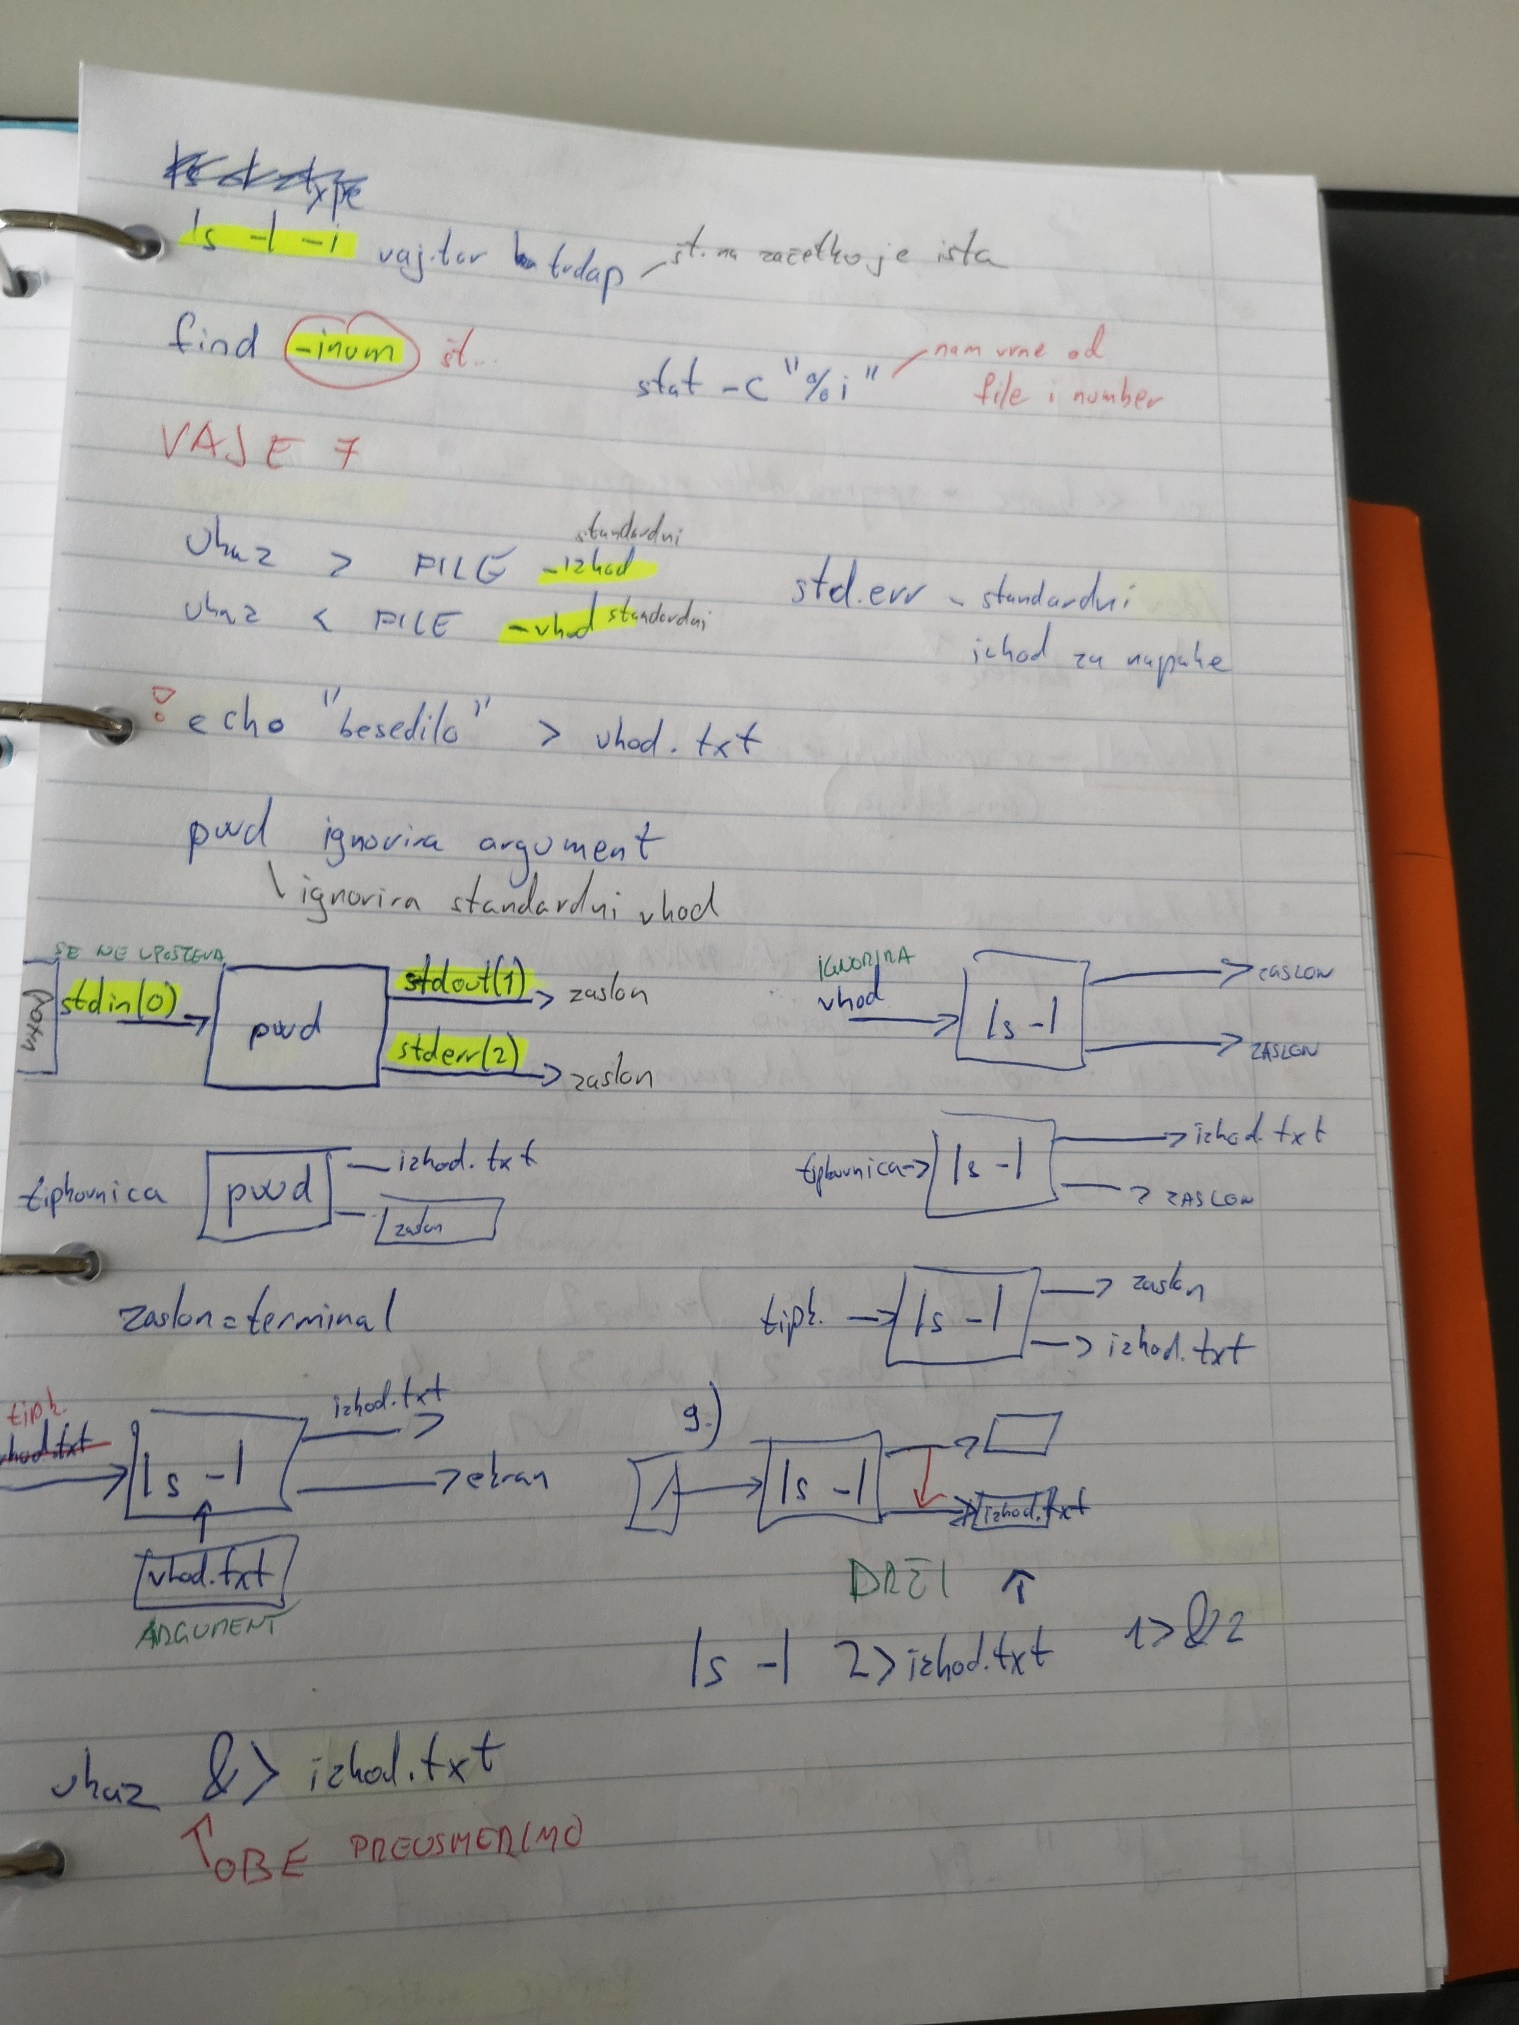 ls -l -i vaj.tar trdap št. na začetku je ista
find -inum št...
stat -c "%i" nam vrne od
file i number
VAJE 7
standardni
ukaz > FILE - izhod
ukaz < FILE - vhod standardni
std.err - standardni
izhod za napake
! echo "besedilo" > vhod.txt
pwd ignorira argument
ignorira standardni vhod
SE NE UPOŠTEVA
stdin(0) pwd stdout(1) zaslon
stderr(2) zaslon
IGNORIRA
vhod ls -l ZASLON
ZASLON
tipkovnica pwd izhod.txt
zaslon
tipkovnica ls -l izhod.txt
ZASLON
zaslon = terminal
tipk. ls -l zaslon
izhod.txt
tipk.
vhod.txt
ls -l izhod.txt
ekran
vhod.txt
ARGUMENT
g.)
ls -l
izhod.txt
DRŽI
ls -l 2>izhod.txt 1>&2
ukaz &> izhod.txt
OBE PREUSMERIMO